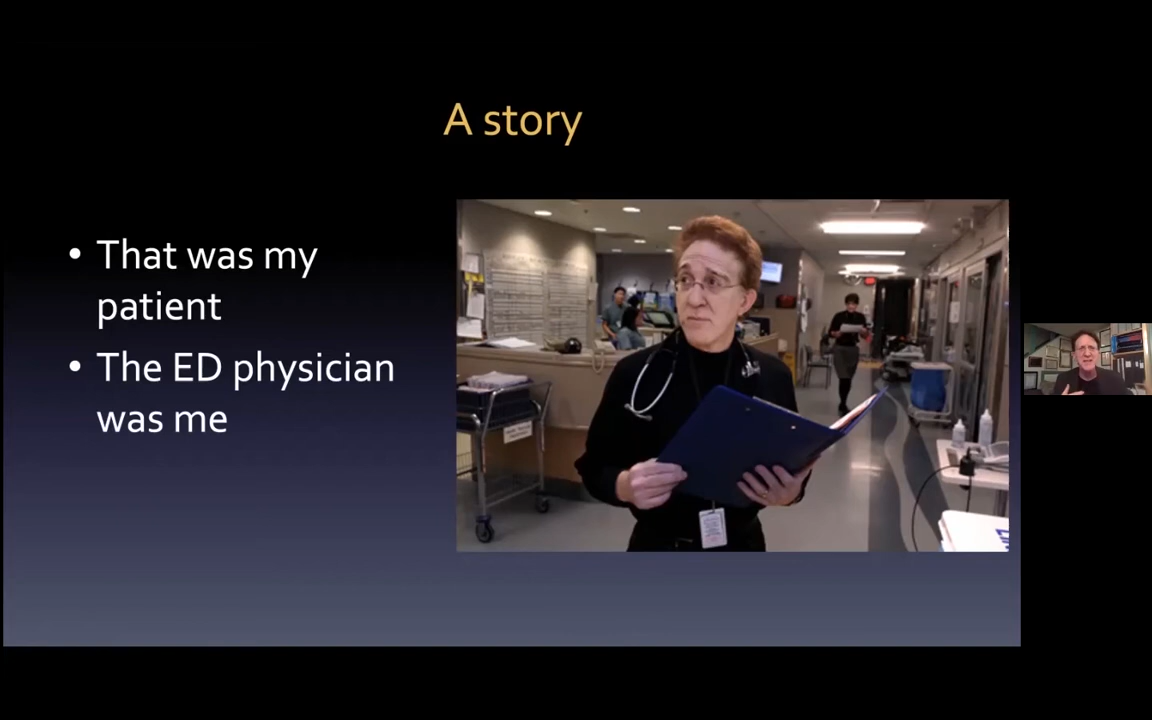 A story
• That was my
patient
• The ED physician
was me